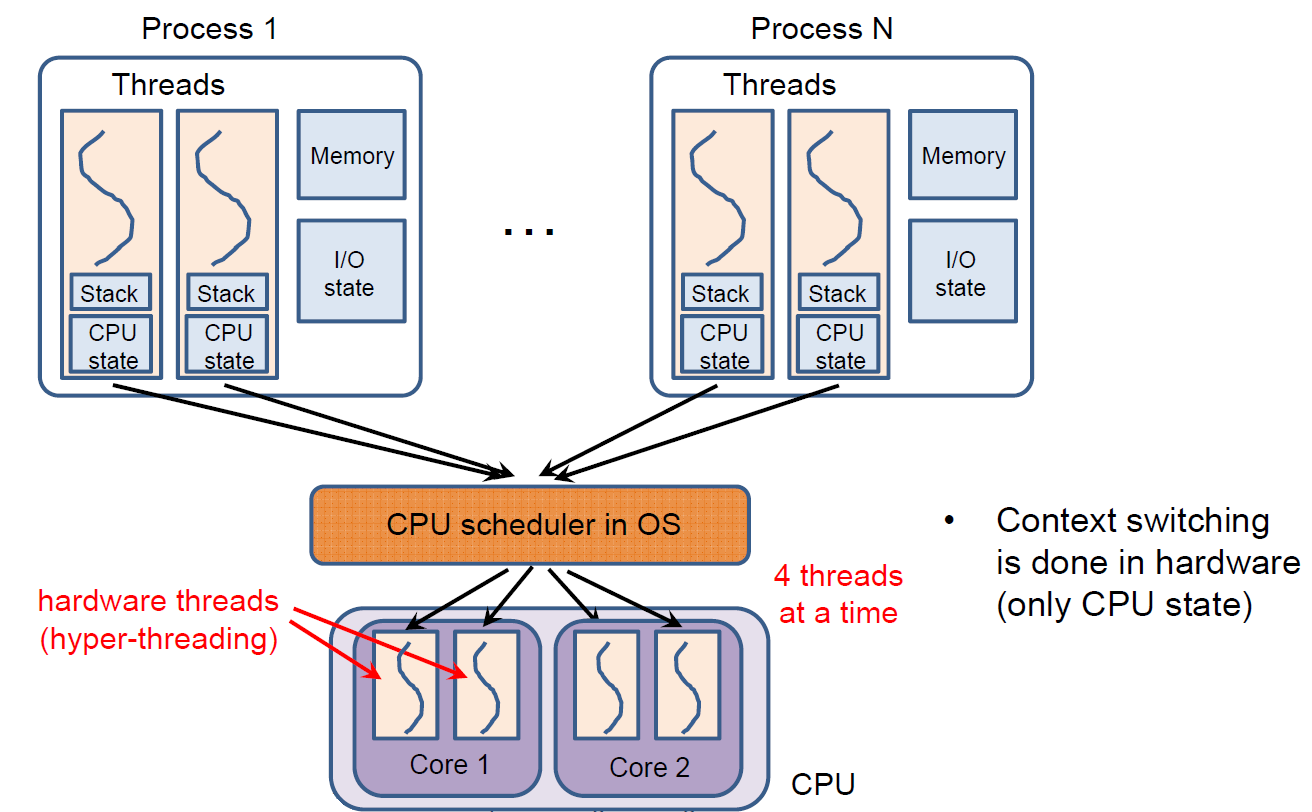 Process 1
Process N
Threads
Threads
Memory
Memory
I/O
state
I/O
state
. . .
Stack
Stack
Stack
Stack
CPU
state
CPU
state
CPU
state
CPU
state
CPU scheduler in OS
• Context switching
is done in hardware
(only CPU state)
4 threads
at a time
hardware threads
(hyper-threading)
Core 1
Core 2
CPU